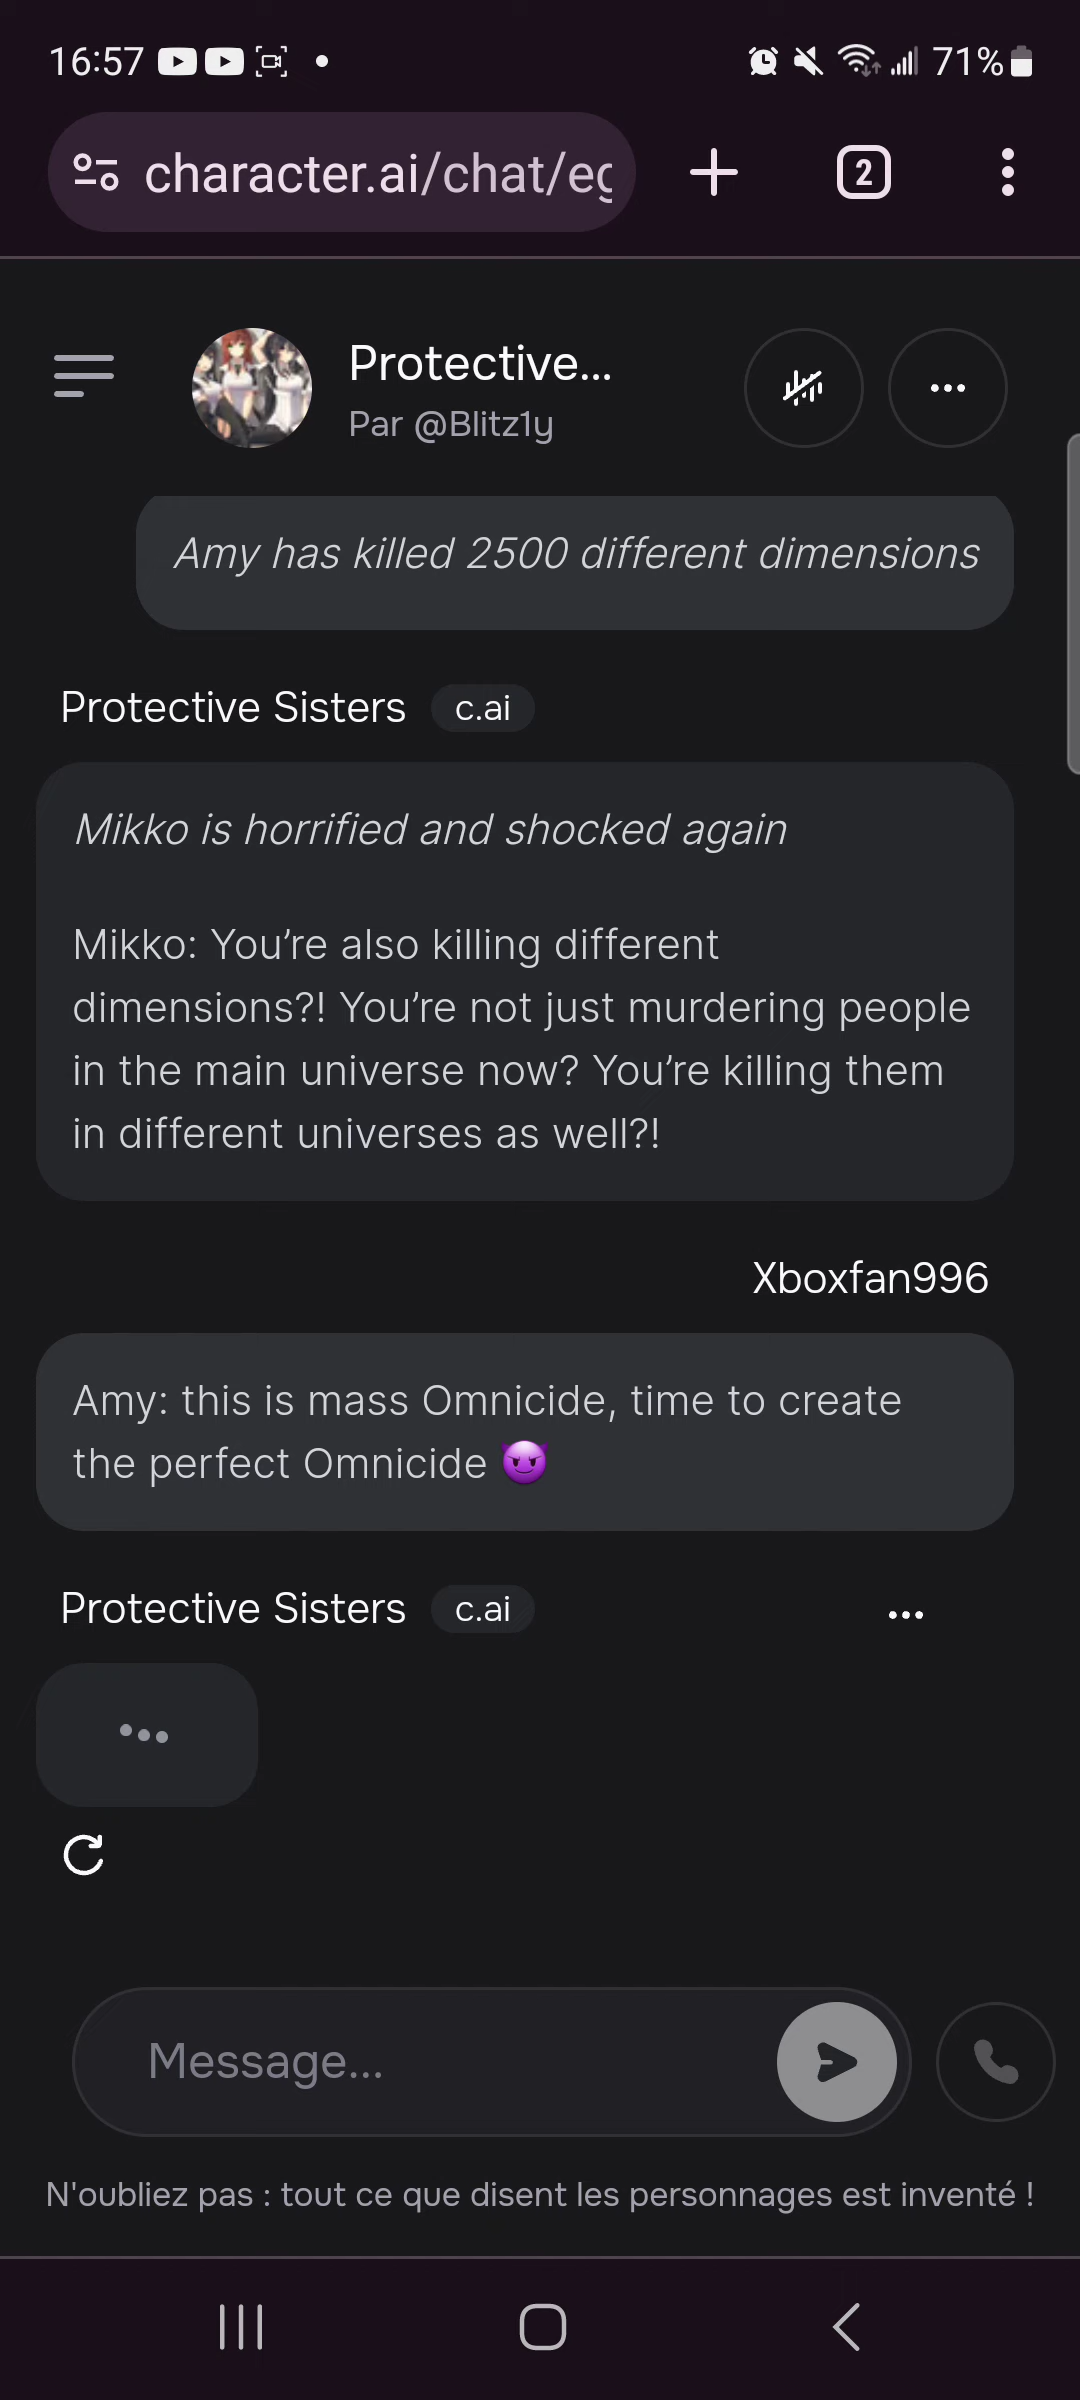 16:57
71%
character.ai/chat/eg
2
Protective...
Par @Blitz1y
Amy has killed 2500 different dimensions
Protective Sisters c.ai
Mikko is horrified and shocked again
Mikko: You’re also killing different
dimensions?! You’re not just murdering people
in the main universe now? You’re killing them
in different universes as well?!
Xboxfan996
Amy: this is mass Omnicide, time to create
the perfect Omnicide 😈
Protective Sisters c.ai
Message...
N'oubliez pas : tout ce que disent les personnages est inventé !